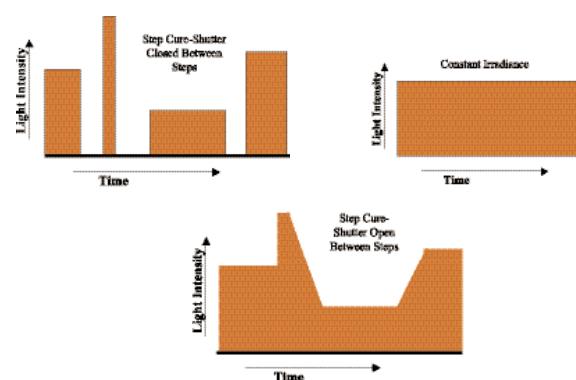 Step Cure-Shutter
Closed Between
Steps
Light Intensity
Time
Constant Irradiance
Light Intensity
Time
Step Cure-
Shutter Open
Between Steps
Light Intensity
Time